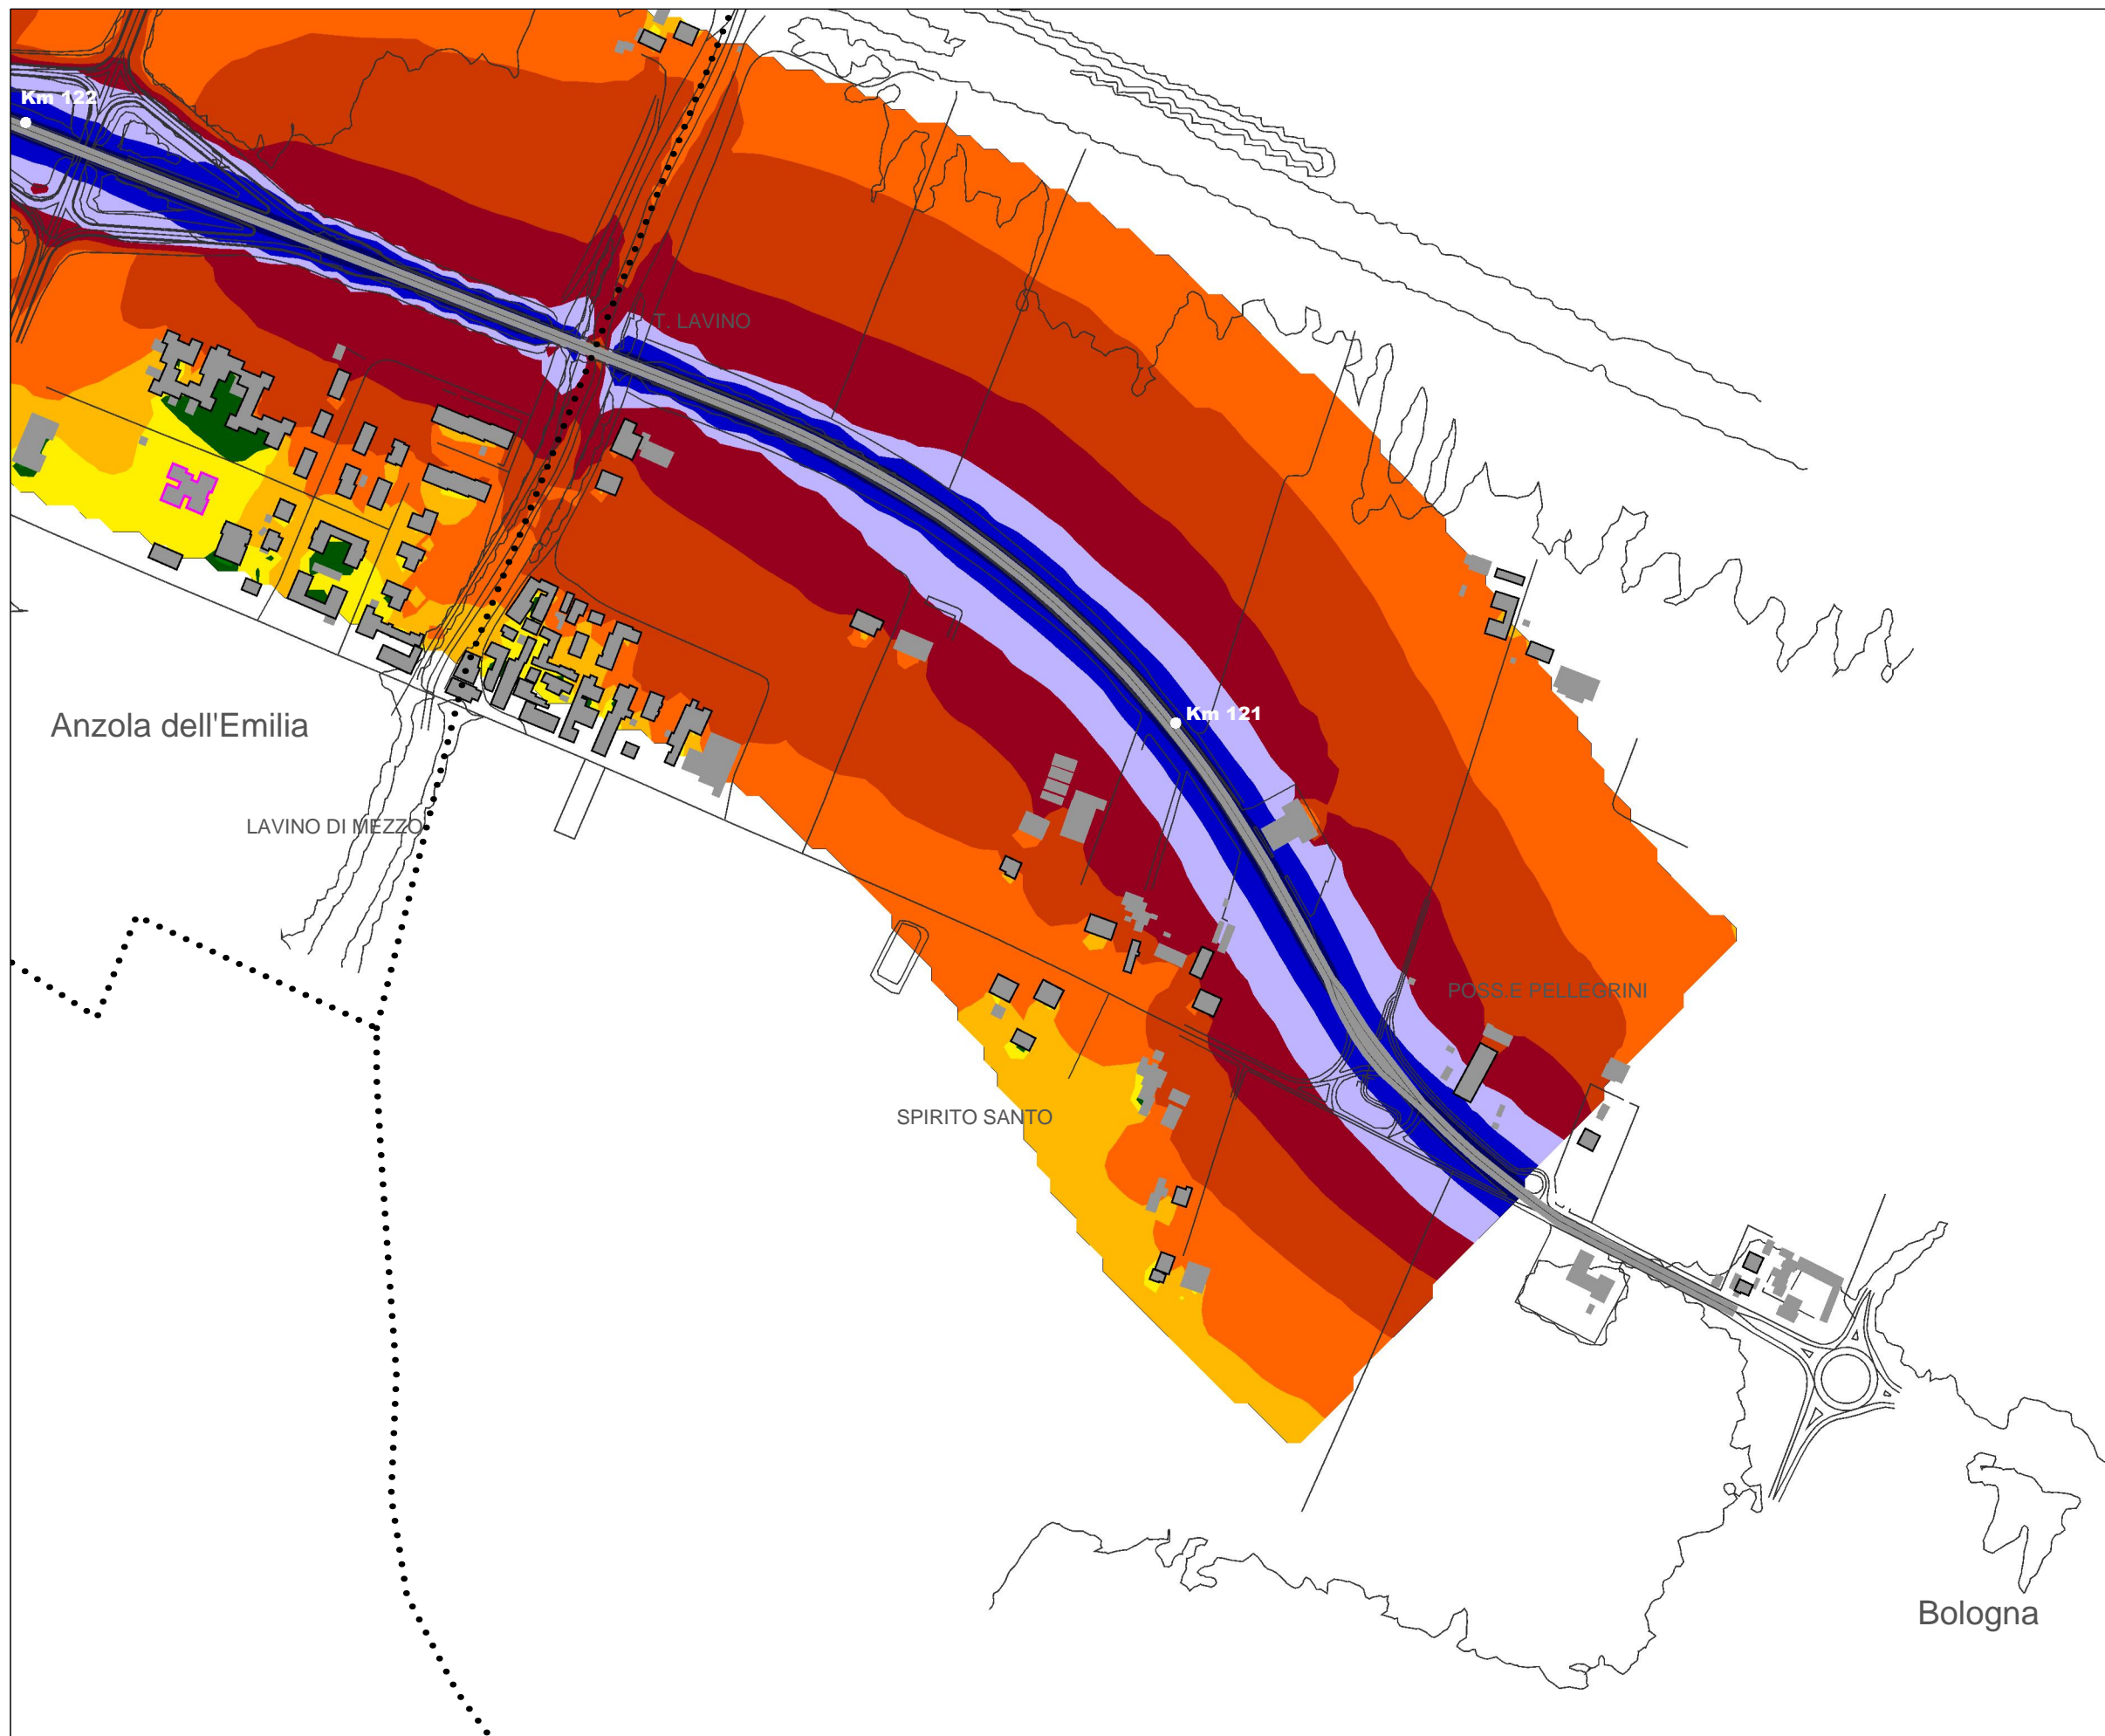 Km 122
T. LAVINO
Km 121
Anzola dell'Emilia
LAVINO DI MEZZO
POSS.E PELLEGRINI
SPIRITO SANTO
Bologna